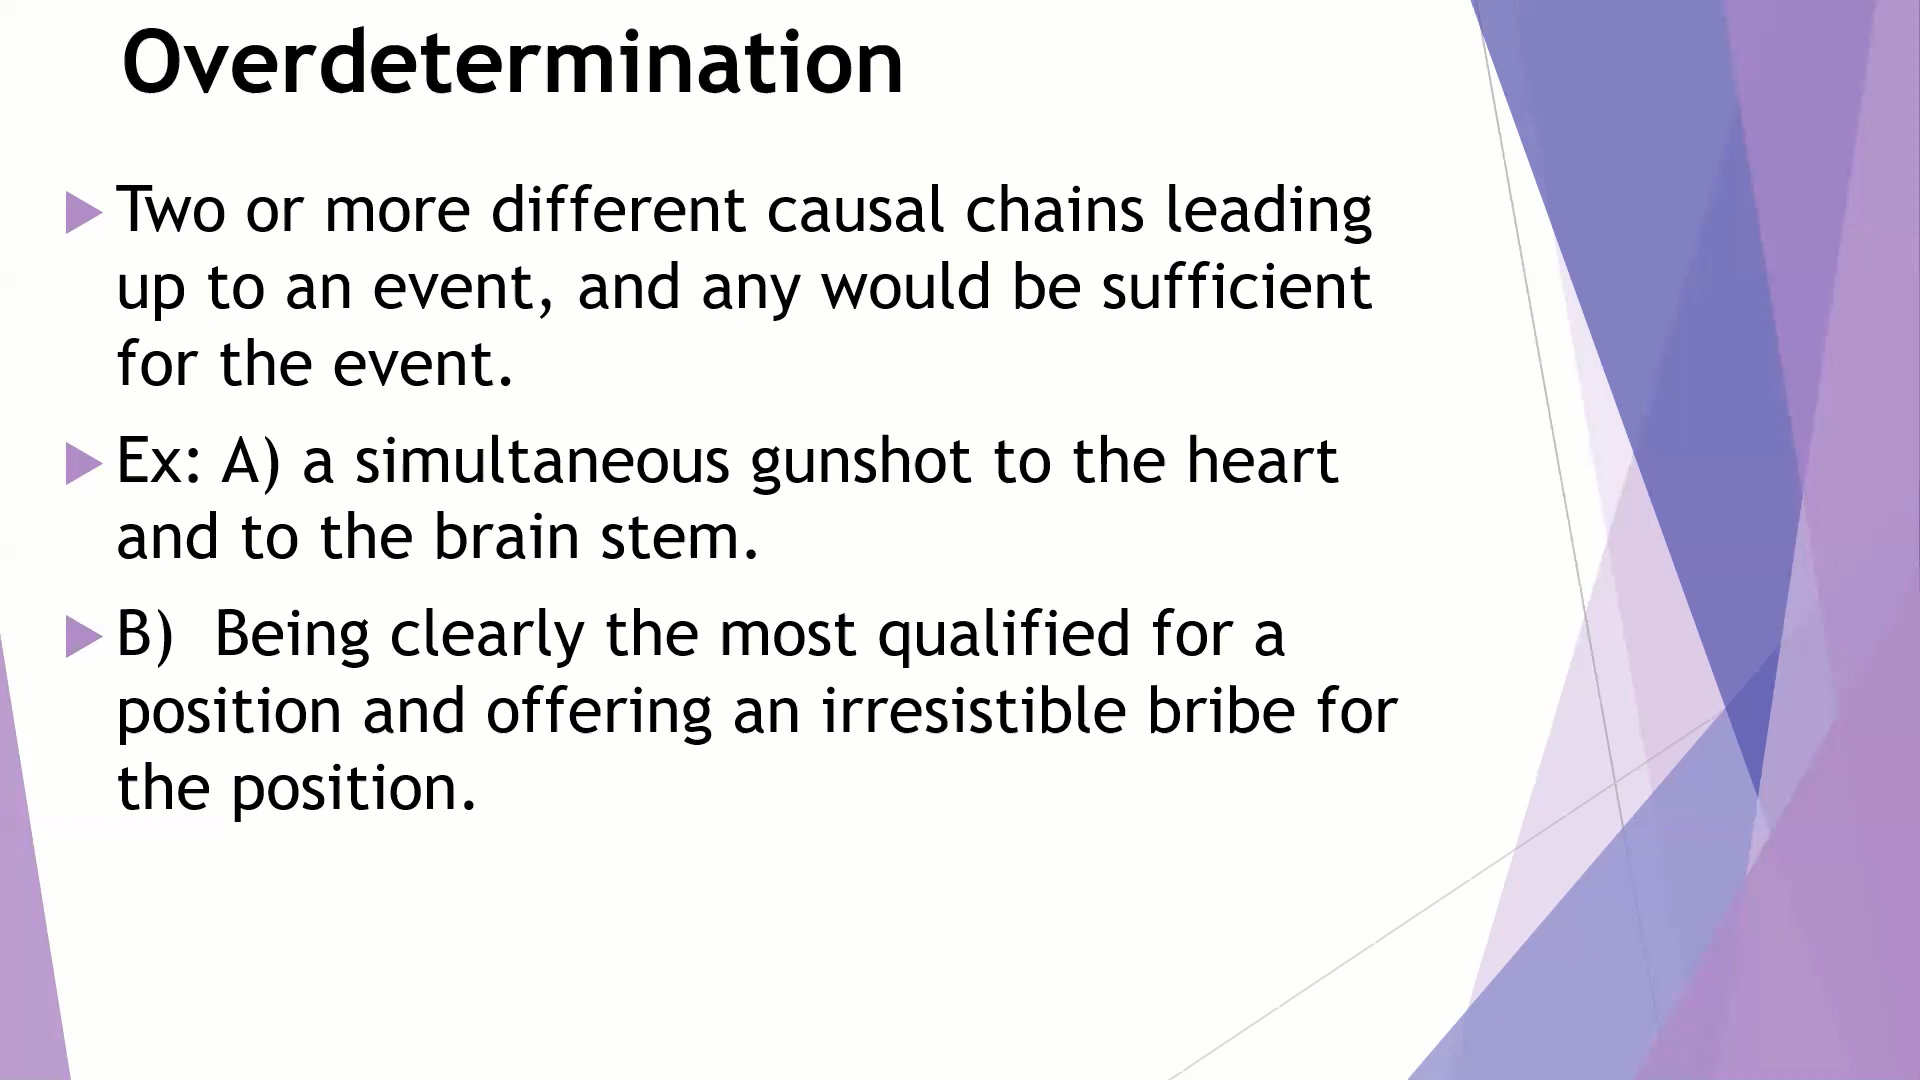 Overdetermination
Two or more different causal chains leading
up to an event, and any would be sufficient
for the event.
Ex: A) a simultaneous gunshot to the heart
and to the brain stem.
B)  Being clearly the most qualified for a
position and offering an irresistible bribe for
the position.